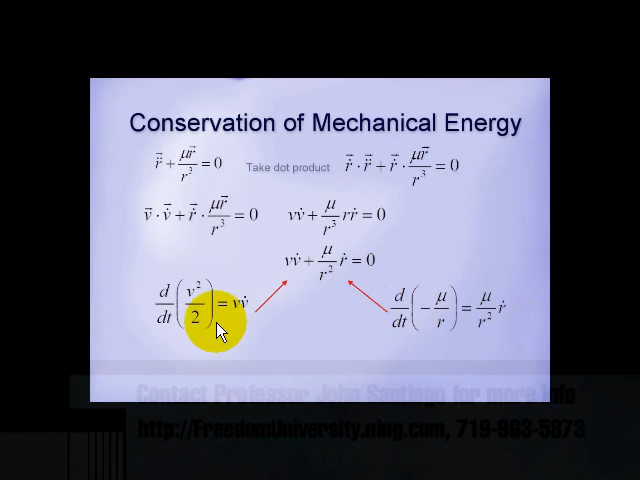 Conservation of Mechanical Energy
r̈⃗ + μr⃗/r³ = 0 Take dot product ṙ⃗ · r̈⃗ + ṙ⃗ · μr⃗/r³ = 0
v⃗ · v̇⃗ + ṙ⃗ · μr⃗/r³ = 0 vv̇ + μ/r³ rṙ = 0
vv̇ + μ/r² ṙ = 0
d/dt (v²/2) = vv̇ d/dt (−μ/r) = μ/r² ṙ
Contact Professor John Santiago for more info
http://FreedomUniversity.ning.com, 719-963-5873